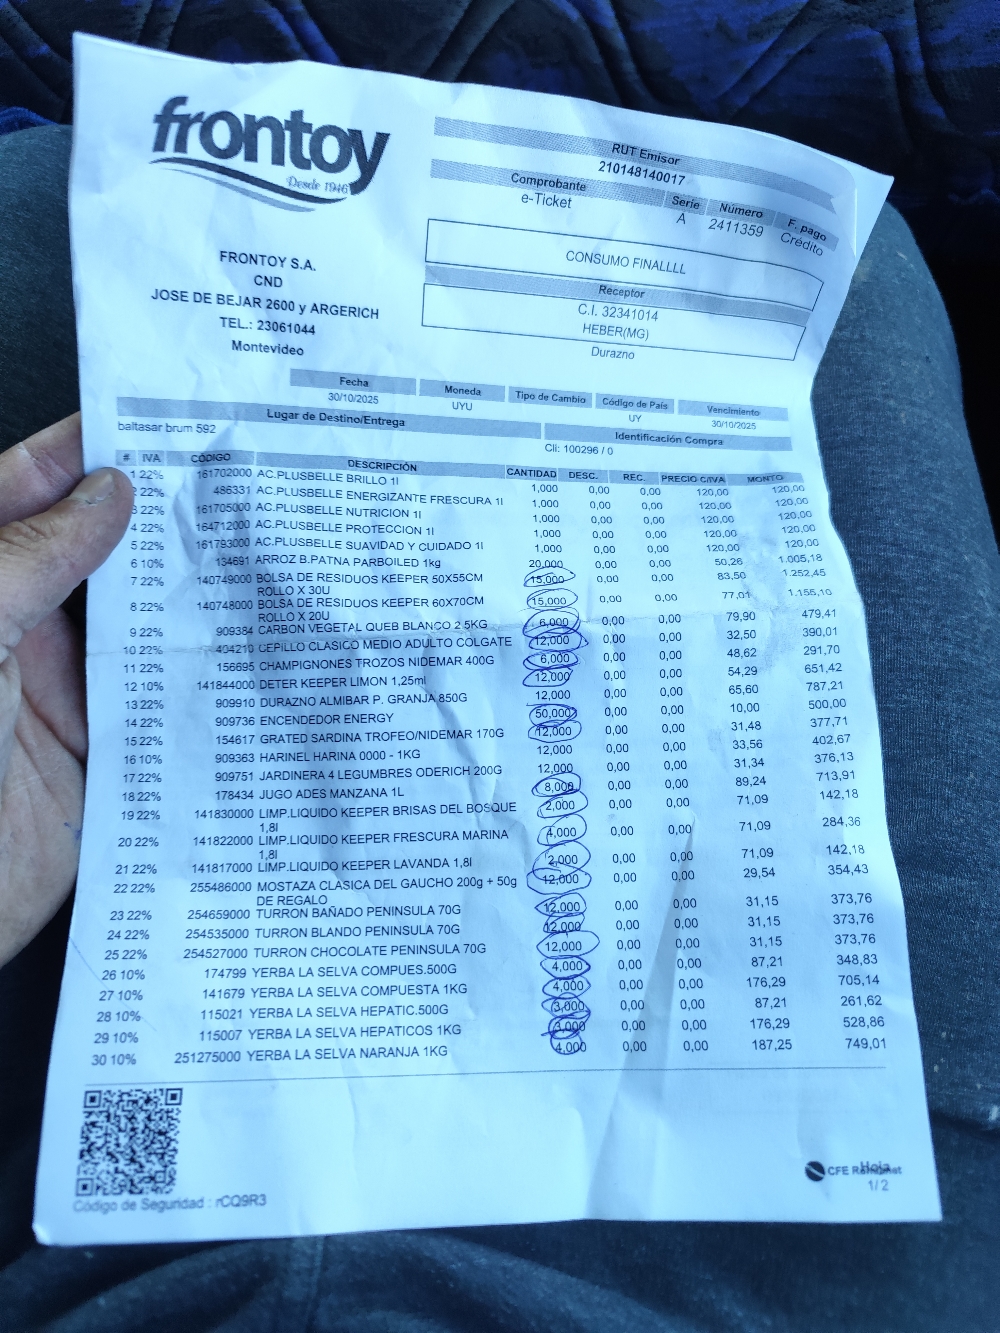 frontoy
Desde 1946
RUT Emisor
210148140017
Comprobante Serie Número F. pago
e-Ticket A 2411359 Crédito
CONSUMO FINALLLL
Receptor
C.I. 32341014
HEBER(MG)
Durazno
FRONTOY S.A.
CND
JOSE DE BEJAR 2600 y ARGERICH
TEL.: 23061044
Montevideo
Fecha Moneda Tipo de Cambio Código de País Vencimiento
30/10/2025 UYU UY 30/10/2025
Lugar de Destino/Entrega Identificación Compra
baltasar brum 592 Cli: 100296 / 0
# IVA CÓDIGO DESCRIPCIÓN CANTIDAD DESC. REC. PRECIO C/IVA MONTO
1 22% 161702000 AC.PLUSBELLE BRILLO 1l 1,000 0,00 0,00 120,00 120,00
2 22% 486331 AC.PLUSBELLE ENERGIZANTE FRESCURA 1l 1,000 0,00 0,00 120,00 120,00
3 22% 161705000 AC.PLUSBELLE NUTRICION 1l 1,000 0,00 0,00 120,00 120,00
4 22% 164712000 AC.PLUSBELLE PROTECCION 1l 1,000 0,00 0,00 120,00 120,00
5 22% 161793000 AC.PLUSBELLE SUAVIDAD Y CUIDADO 1l 1,000 0,00 0,00 120,00 120,00
6 10% 134691 ARROZ B.PATNA PARBOILED 1kg 20,000 0,00 0,00 50,26 1.005,18
7 22% 140749000 BOLSA DE RESIDUOS KEEPER 50X55CM 15,000 0,00 0,00 83,50 1.252,45
ROLLO X 30U
8 22% 140748000 BOLSA DE RESIDUOS KEEPER 60X70CM 15,000 0,00 0,00 77,01 1.155,10
ROLLO X 20U
9 22% 909384 CARBON VEGETAL QUEB BLANCO 2 5KG 6,000 0,00 0,00 79,90 479,41
10 22% 494210 CEPILLO CLASICO MEDIO ADULTO COLGATE 12,000 0,00 0,00 32,50 390,01
11 22% 156695 CHAMPIGNONES TROZOS NIDEMAR 400G 6,000 0,00 0,00 48,62 291,70
12 10% 141844000 DETER KEEPER LIMON 1,25ml 12,000 0,00 0,00 54,29 651,42
13 22% 909910 DURAZNO ALMIBAR P. GRANJA 850G 12,000 0,00 0,00 65,60 787,21
14 22% 909736 ENCENDEDOR ENERGY 50,000 0,00 0,00 10,00 500,00
15 22% 154617 GRATED SARDINA TROFEO/NIDEMAR 170G 12,000 0,00 0,00 31,48 377,71
16 10% 909363 HARINEL HARINA 0000 - 1KG 12,000 0,00 0,00 33,56 402,67
17 22% 909751 JARDINERA 4 LEGUMBRES ODERICH 200G 12,000 0,00 0,00 31,34 376,13
18 22% 178434 JUGO ADES MANZANA 1L 8,000 0,00 0,00 89,24 713,91
19 22% 141830000 LIMP.LIQUIDO KEEPER BRISAS DEL BOSQUE 2,000 0,00 0,00 71,09 142,18
1,8l
20 22% 141822000 LIMP.LIQUIDO KEEPER FRESCURA MARINA 4,000 0,00 0,00 71,09 284,36
1,8l
21 22% 141817000 LIMP.LIQUIDO KEEPER LAVANDA 1,8l 2,000 0,00 0,00 71,09 142,18
22 22% 255486000 MOSTAZA CLASICA DEL GAUCHO 200g + 50g 12,000 0,00 0,00 29,54 354,43
DE REGALO
23 22% 254659000 TURRON BAÑADO PENINSULA 70G 12,000 0,00 0,00 31,15 373,76
24 22% 254535000 TURRON BLANDO PENINSULA 70G 12,000 0,00 0,00 31,15 373,76
25 22% 254527000 TURRON CHOCOLATE PENINSULA 70G 12,000 0,00 0,00 31,15 373,76
26 10% 174799 YERBA LA SELVA COMPUES.500G 4,000 0,00 0,00 87,21 348,83
27 10% 141679 YERBA LA SELVA COMPUESTA 1KG 4,000 0,00 0,00 176,29 705,14
28 10% 115021 YERBA LA SELVA HEPATIC.500G 3,000 0,00 0,00 87,21 261,62
29 10% 115007 YERBA LA SELVA HEPATICOS 1KG 3,000 0,00 0,00 176,29 528,86
30 10% 251275000 YERBA LA SELVA NARANJA 1KG 4,000 0,00 0,00 187,25 749,01
Código de Seguridad : rCQ9R3
CFE
Hoja
1/ 2